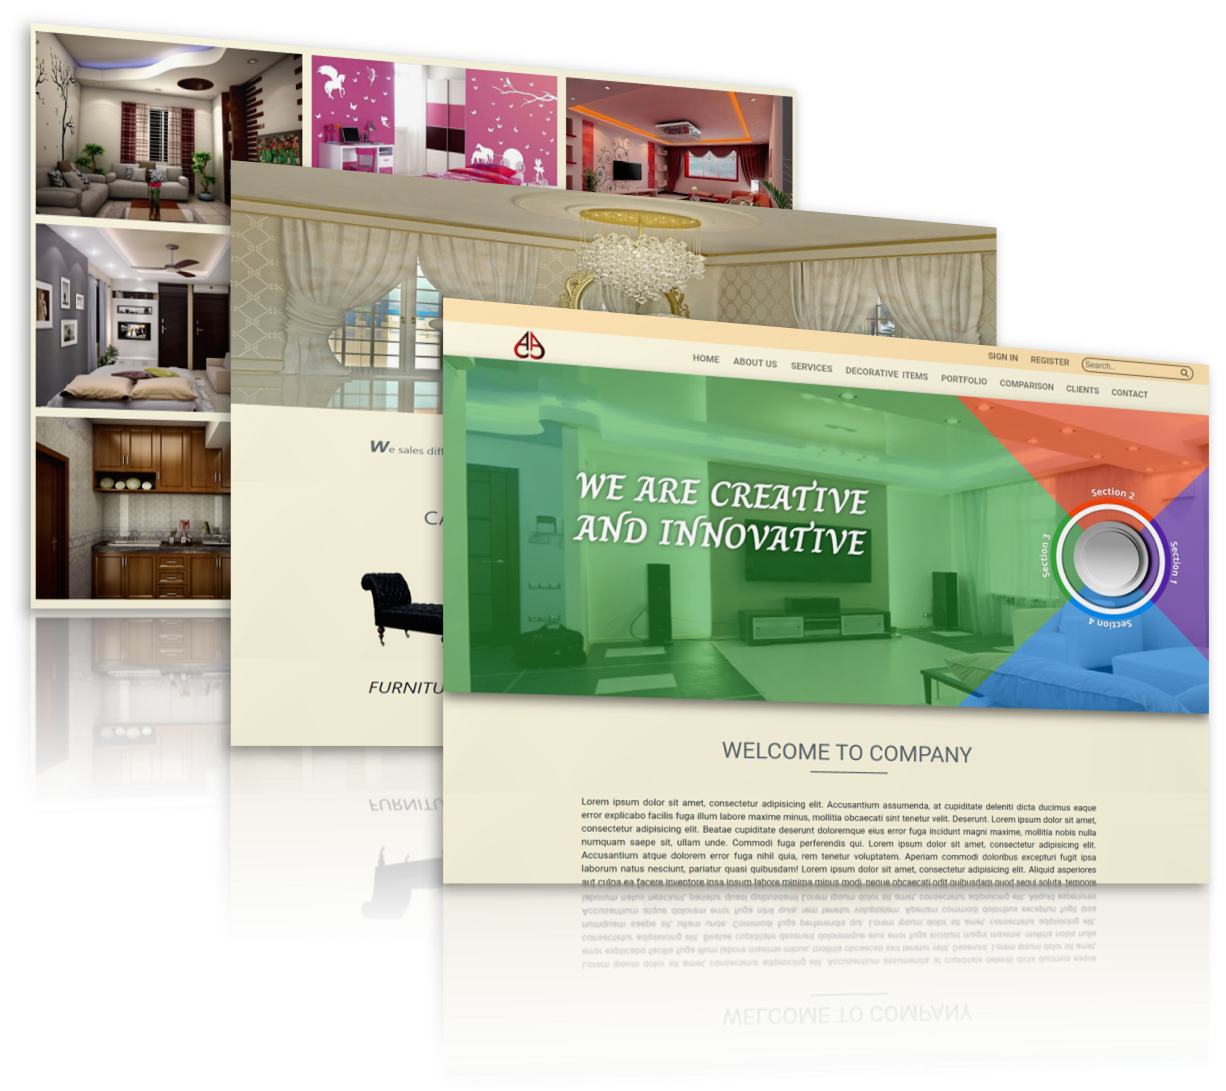 SIGN IN REGISTER Search..
HOME ABOUT US SERVICES DECORATIVE ITEMS PORTFOLIO COMPARISON CLIENTS CONTACT
WE ARE CREATIVE
AND INNOVATIVE
Section 2
Section 3
Section 1
Section 4
We sales diff
CA
FURNITU
WELCOME TO COMPANY
Lorem ipsum dolor sit amet, consectetur adipisicing elit. Accusantium assumenda, at cupiditate deleniti dicta ducimus eaque
error explicabo facilis fuga illum labore maxime minus, mollitia obcaecati sint tenetur velit. Deserunt. Lorem ipsum dolor sit amet,
consectetur adipisicing elit. Beatae cupiditate deserunt doloremque eius error fuga incidunt magni maxime, mollitia nobis nulla
numquam saepe sit, ullam unde. Commodi fuga perferendis qui. Lorem ipsum dolor sit amet, consectetur adipisicing elit.
Accusantium atque dolorem error fuga nihil quia, rem tenetur voluptatem. Aperiam commodi doloribus excepturi fugit ipsa
laborum natus nesciunt, pariatur quasi quibusdam! Lorem ipsum dolor sit amet, consectetur adipisicing elit. Aliquid asperiores
aut culpa ea facere inventore ipsa ipsum labore minima minus modi, neque obcaecati odit quibusdam quod sequi soluta, tempore